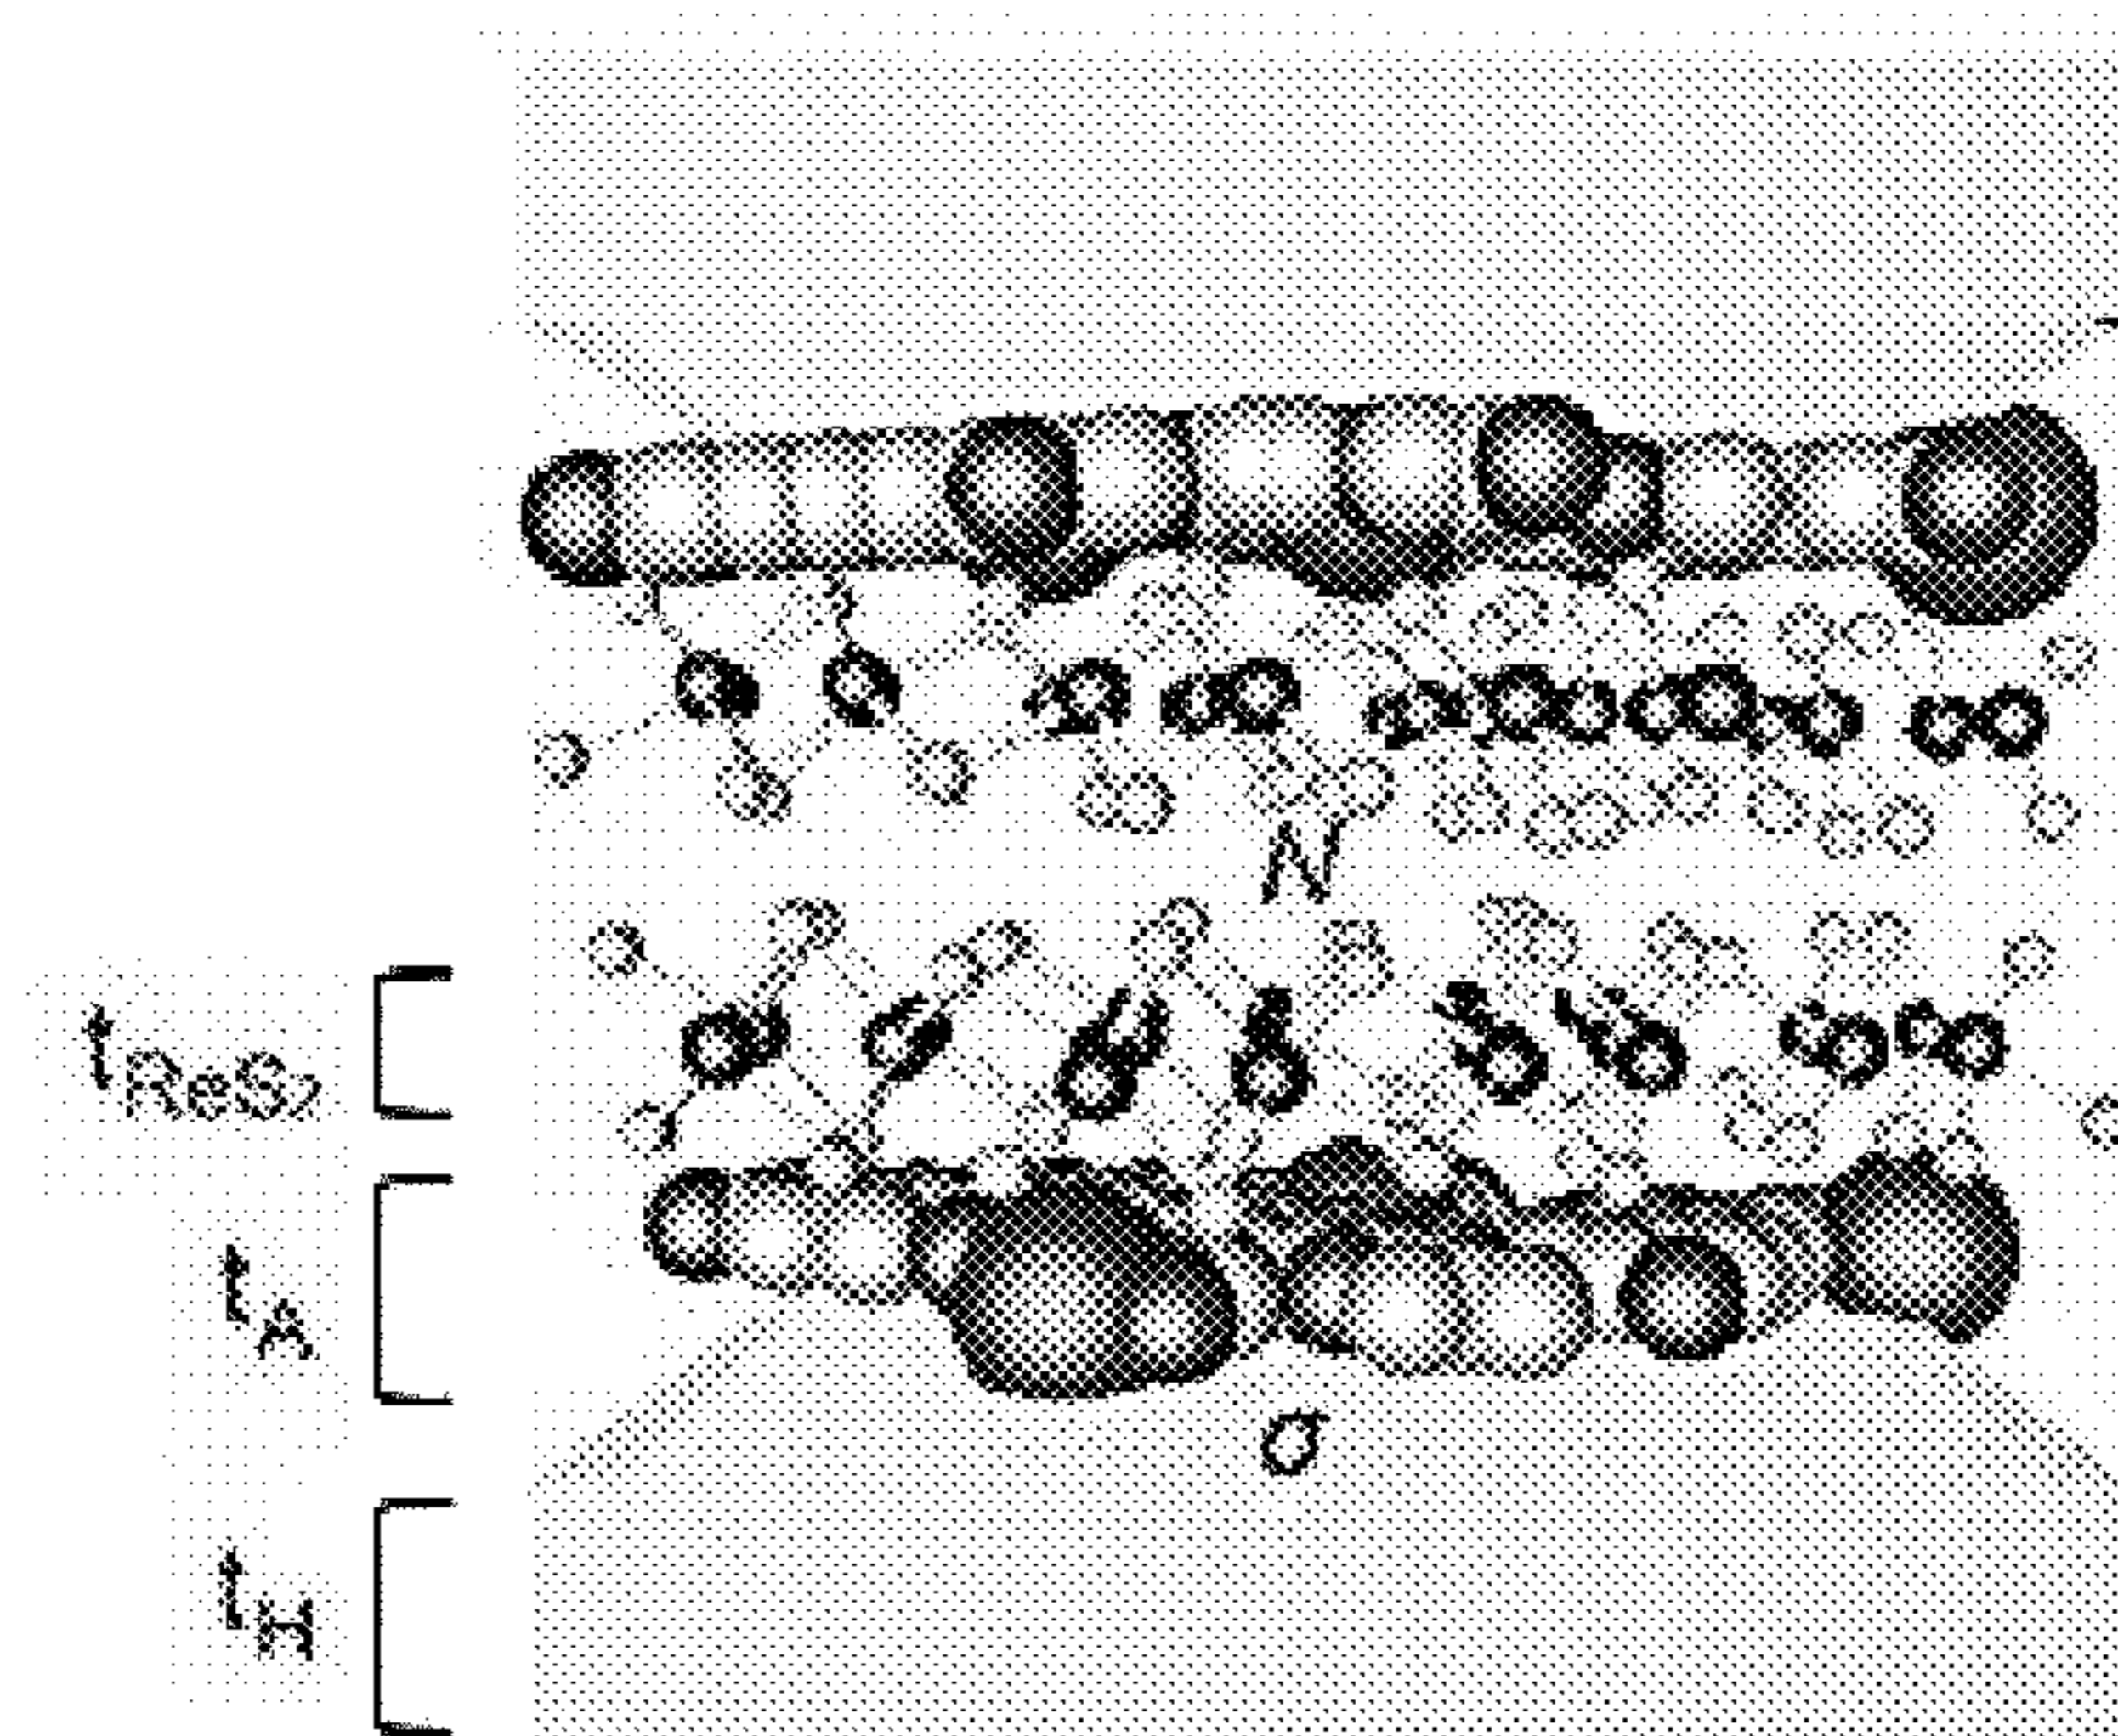 N
t_ReS₂
t_A
σ
t_H